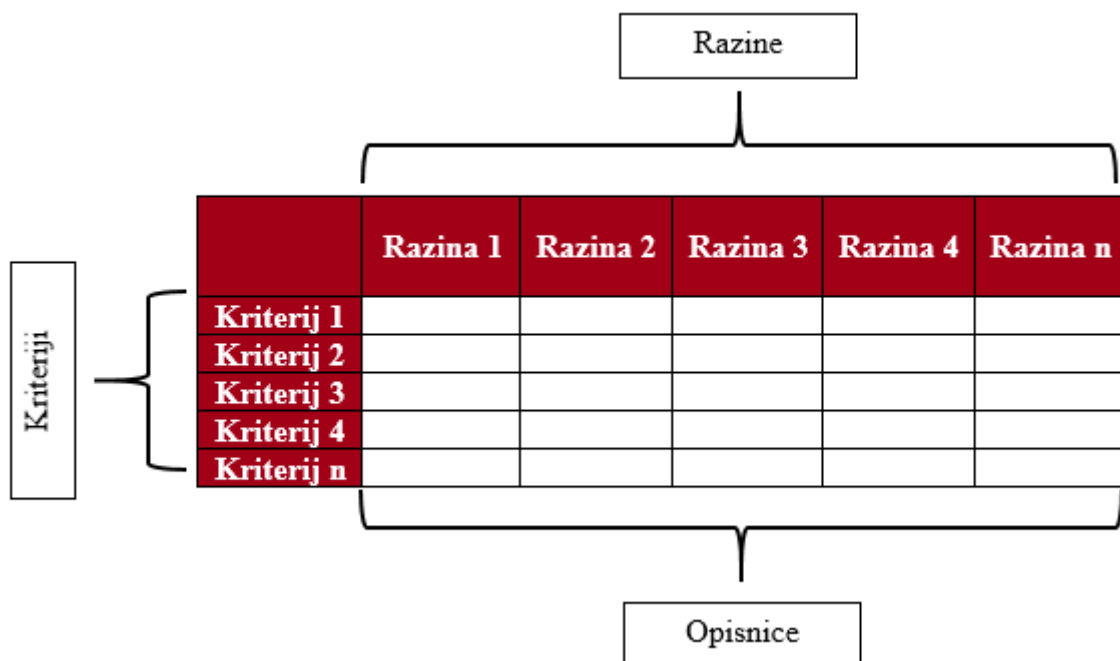 Razine
Razina 1 Razina 2 Razina 3 Razina 4 Razina n
Kriteriji
Kriterij 1
Kriterij 2
Kriterij 3
Kriterij 4
Kriterij n
Opisnice